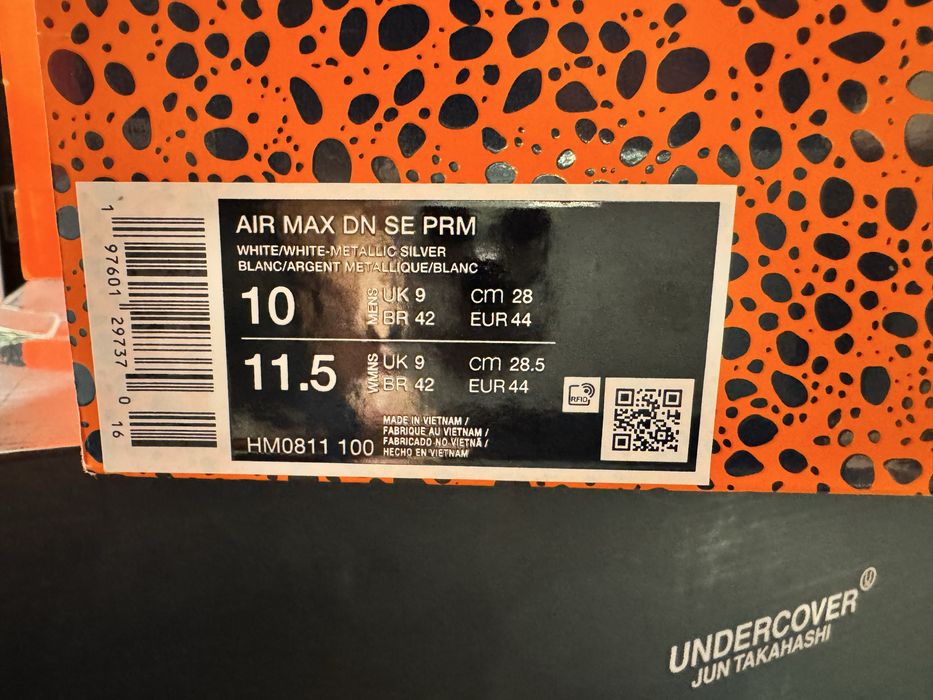 AIR MAX DN SE PRM
WHITE/WHITE-METALLIC SILVER
BLANC/ARGENT METALLIQUE/BLANC
10
MENS
UK 9 cm 28
BR 42 EUR 44
11.5
WMNS
UK 9 cm 28.5
BR 42 EUR 44
RFID
HM0811 100
MADE IN VIETNAM /
FABRIQUE AU VIETNAM /
FABRICADO NO VIETNÃ /
HECHO EN VIETNAM
1 97601 29737 0 16
UNDERCOVER
JUN TAKAHASHI